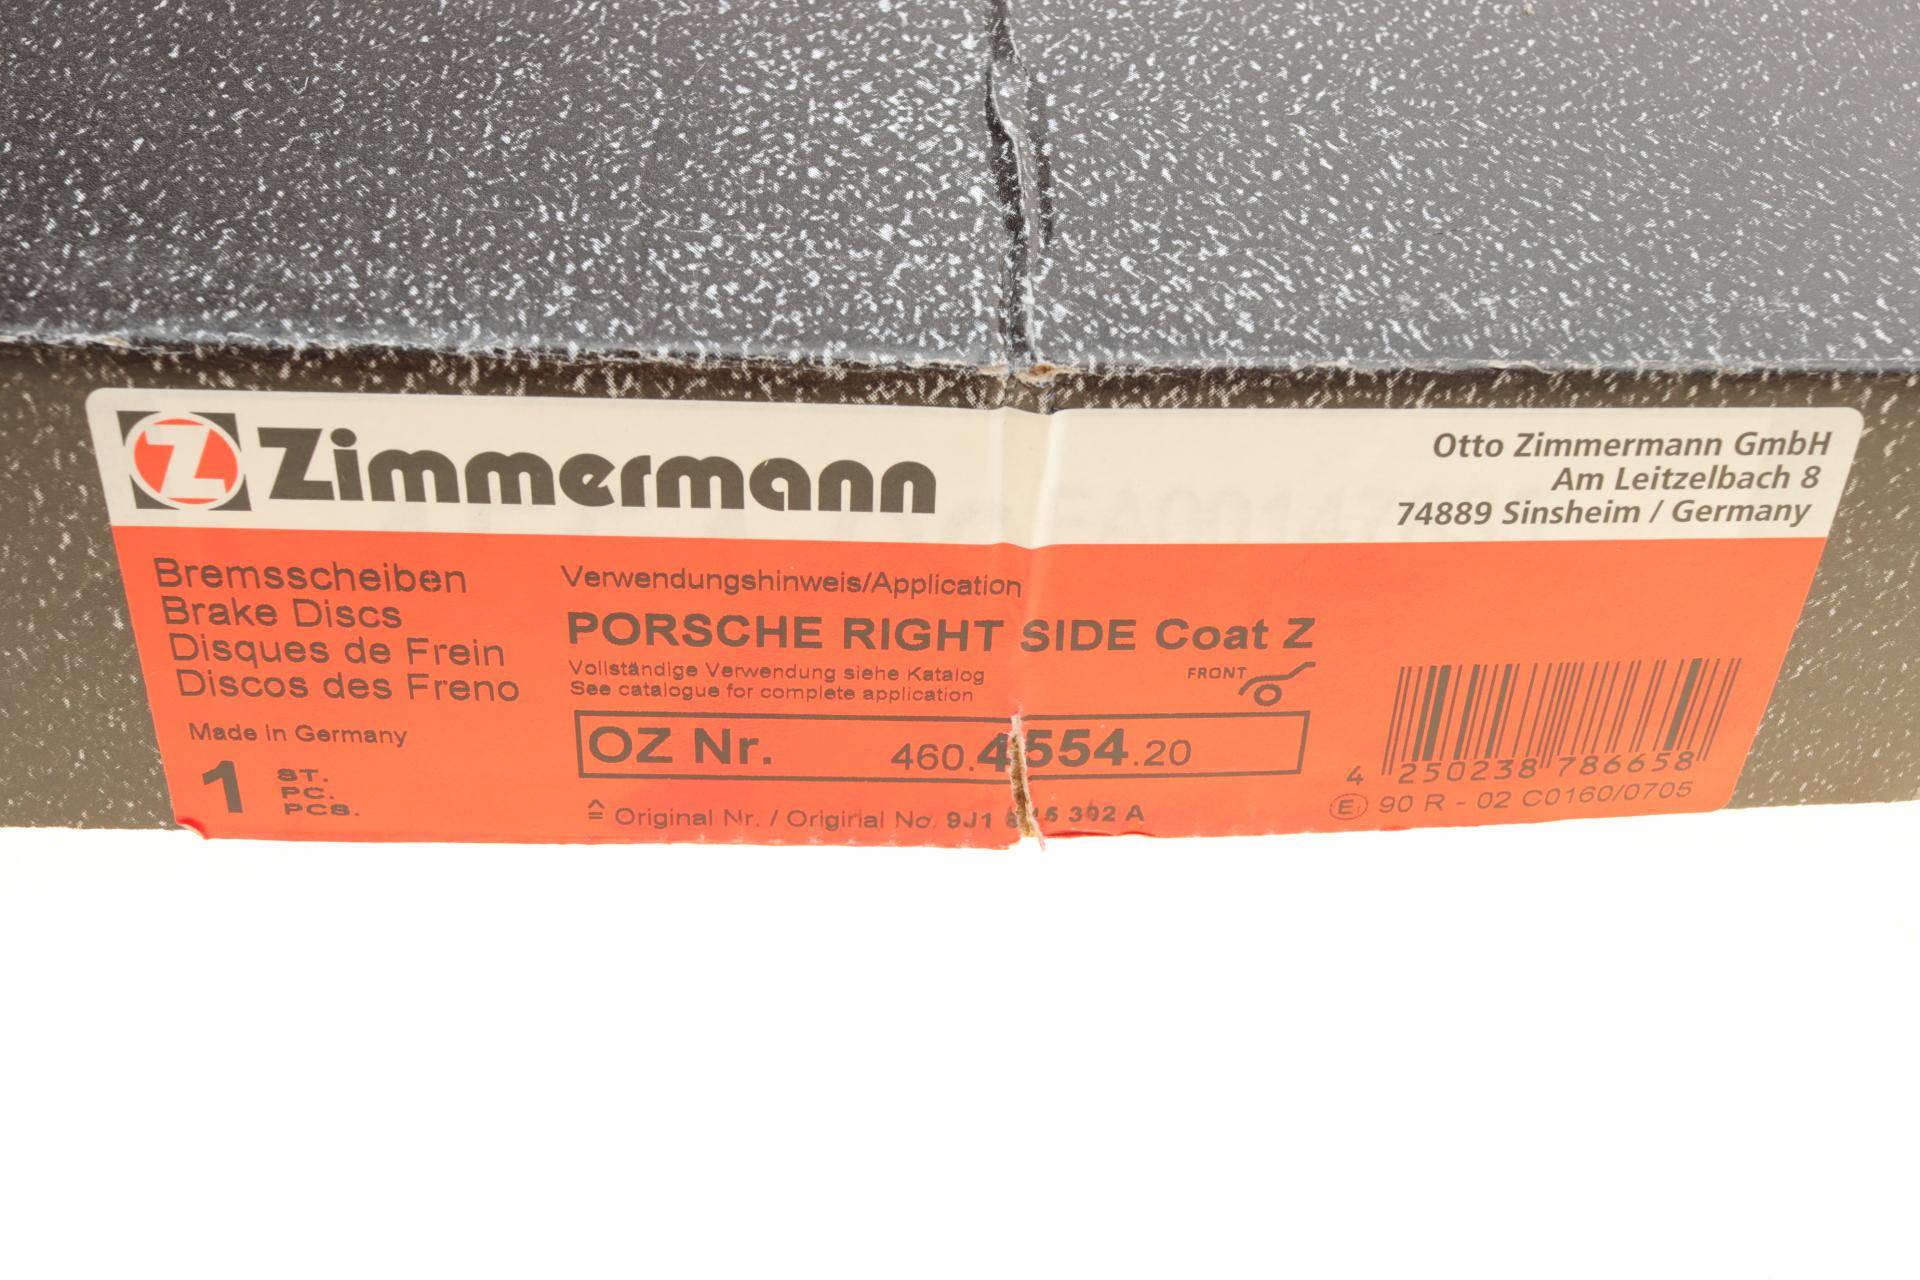 Z Zimmermann
Otto Zimmermann GmbH
Am Leitzelbach 8
74889 Sinsheim / Germany
Bremsscheiben
Brake Discs
Disques de Frein
Discos des Freno
Made in Germany
1 ST.
PC.
PCS.
Verwendungshinweis/Application
PORSCHE RIGHT SIDE Coat Z
Vollständige Verwendung siehe Katalog
See catalogue for complete application
FRONT
OZ Nr. 460.4554.20
≙ Original Nr. / Original No. 9J1 302 A
4 250238 786658
E1 90 R - 02 C0160/0705